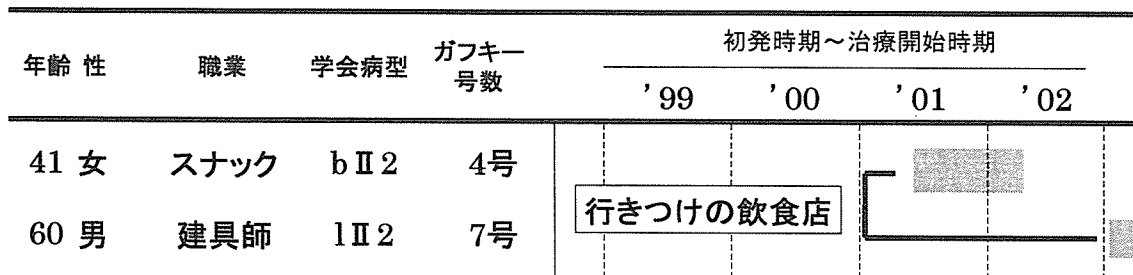 年齢 性 職業 学会病型 ガフキー号数 初発時期～治療開始時期
'99 '00 '01 '02
41 女 スナック bⅡ2 4号
行きつけの飲食店
60 男 建具師 lⅡ2 7号